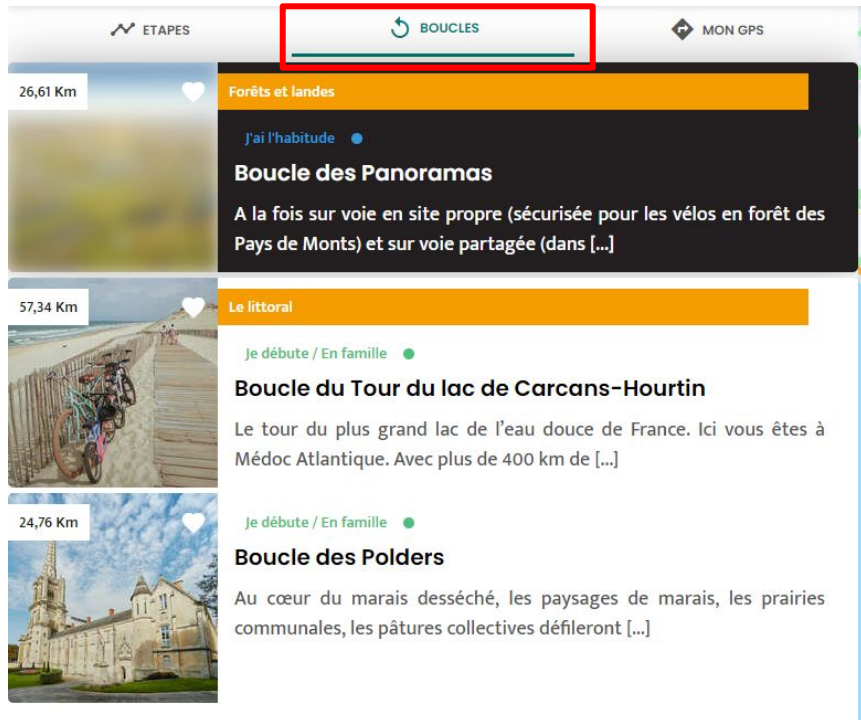 ETAPES
BOUCLES
MON GPS
26,61 Km
Forêts et landes
J'ai l'habitude
Boucle des Panoramas
A la fois sur voie en site propre (sécurisée pour les vélos en forêt des
Pays de Monts) et sur voie partagée (dans [...]
57,34 Km
Le littoral
Je débute / En famille
Boucle du Tour du lac de Carcans-Hourtin
Le tour du plus grand lac de l’eau douce de France. Ici vous êtes à
Médoc Atlantique. Avec plus de 400 km de [...]
24,76 Km
Je débute / En famille
Boucle des Polders
Au cœur du marais desséché, les paysages de marais, les prairies
communales, les pâtures collectives défileront [...]